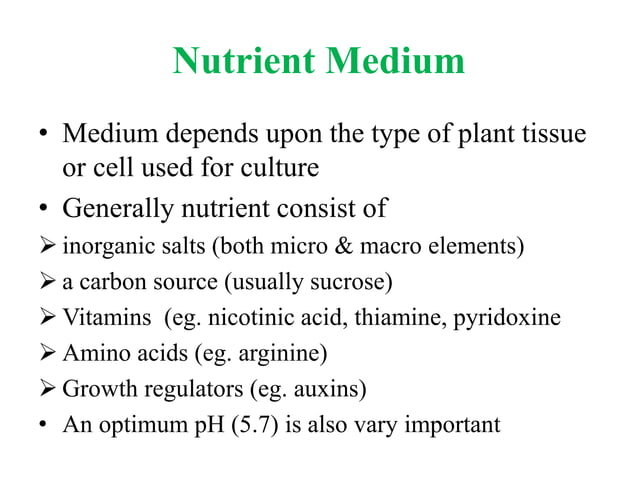 Nutrient Medium
• Medium depends upon the type of plant tissue
or cell used for culture
• Generally nutrient consist of
➢ inorganic salts (both micro & macro elements)
➢ a carbon source (usually sucrose)
➢ Vitamins (eg. nicotinic acid, thiamine, pyridoxine
➢ Amino acids (eg. arginine)
➢ Growth regulators (eg. auxins)
• An optimum pH (5.7) is also vary important